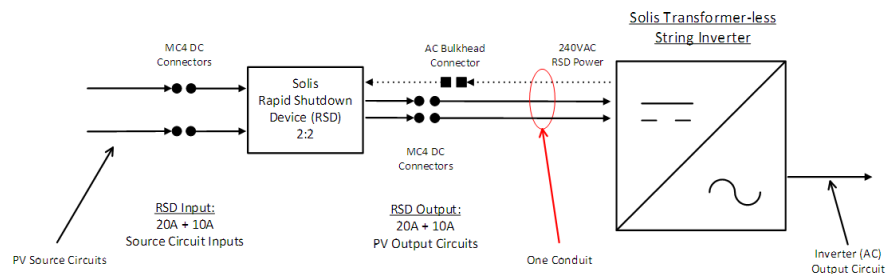 Solis Transformer-less
String Inverter
MC4 DC
Connectors
AC Bulkhead
Connector
240VAC
RSD Power
Solis
Rapid Shutdown
Device (RSD)
2:2
MC4 DC
Connectors
RSD Input:
20A + 10A
Source Circuit Inputs
RSD Output:
20A + 10A
PV Output Circuits
PV Source Circuits
One Conduit
Inverter (AC)
Output Circuit